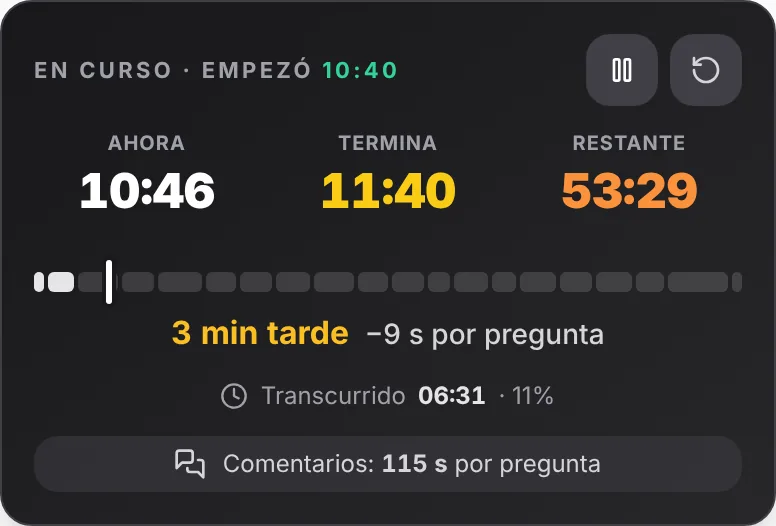 EN CURSO · EMPEZÓ 10:40
AHORA TERMINA RESTANTE
10:46 11:40 53:29
3 min tarde −9 s por pregunta
Transcurrido 06:31 · 11%
Comentarios: 115 s por pregunta